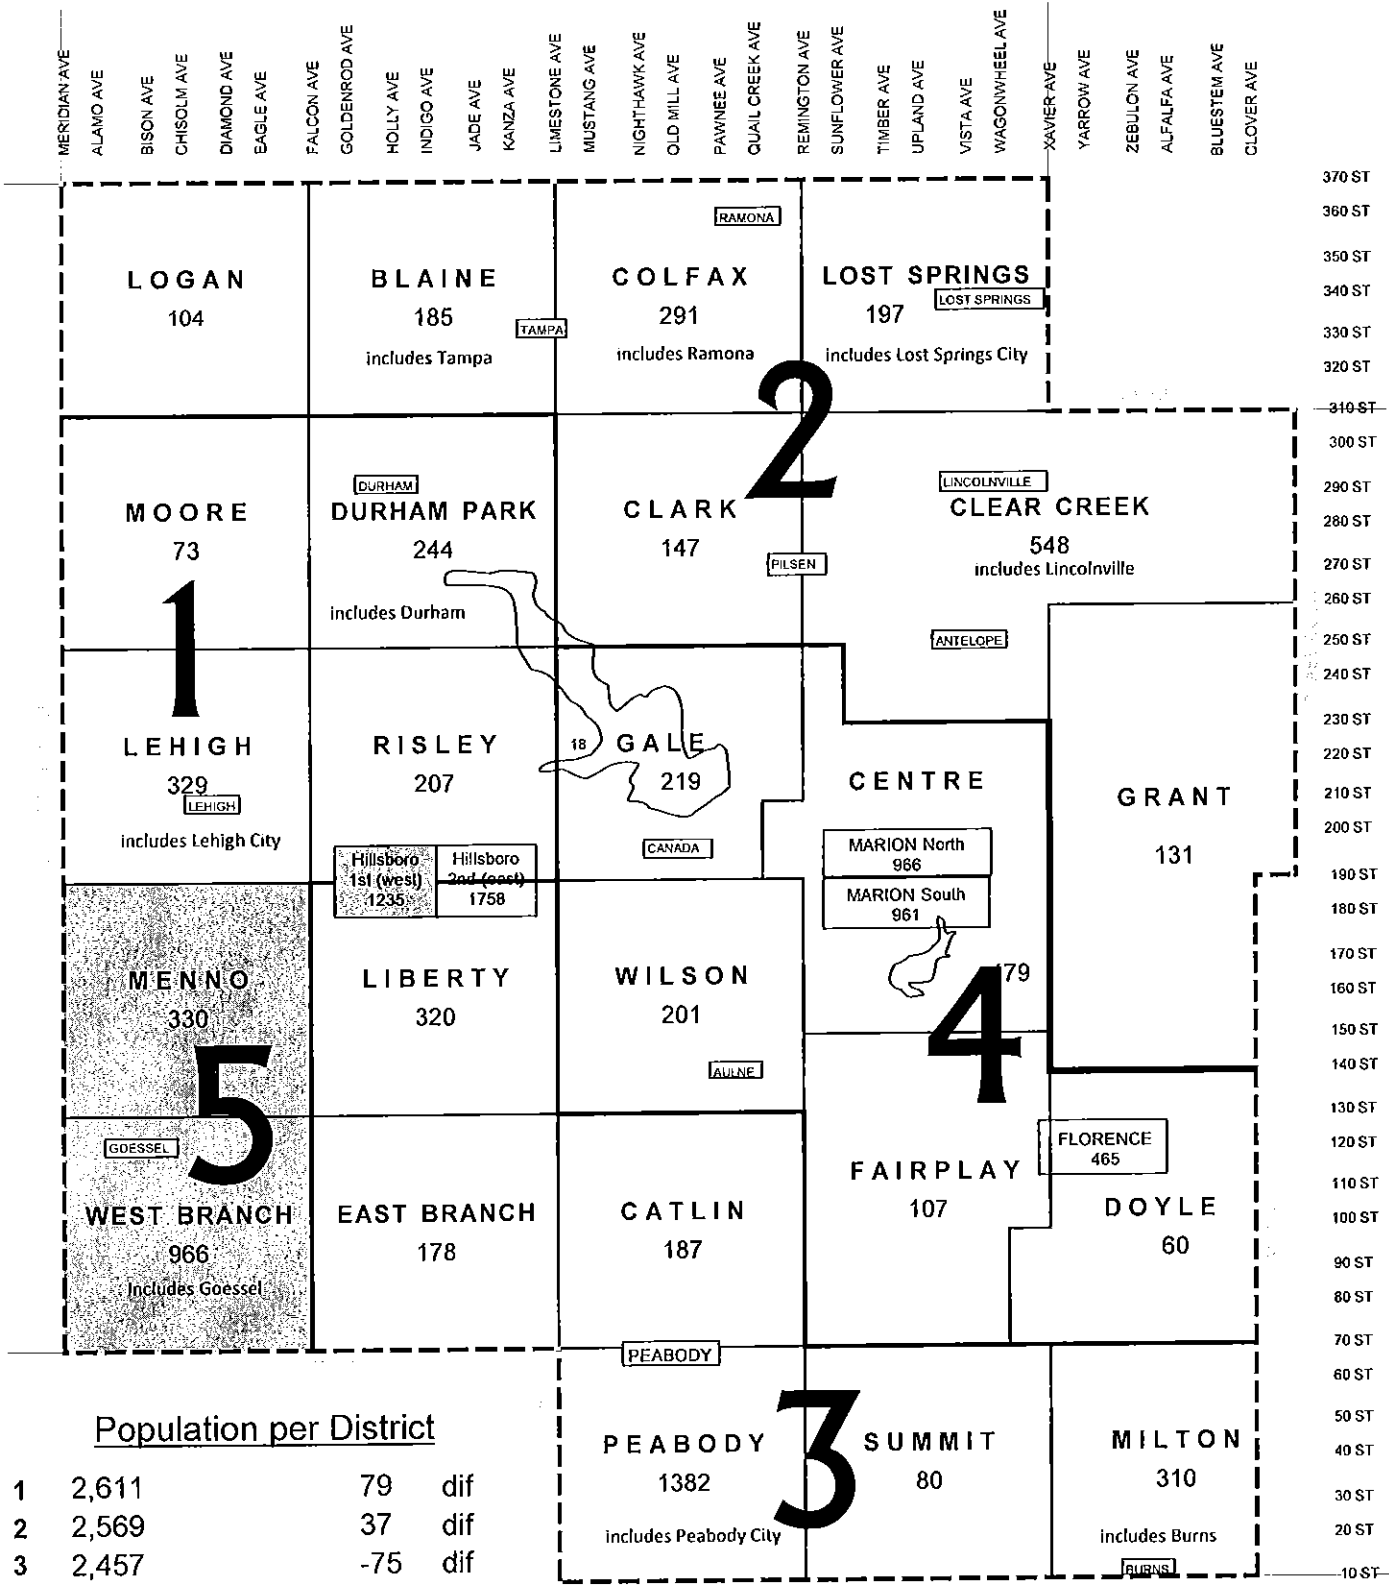 MERIDIAN AVE
ALAMO AVE
BISON AVE
CHISOLM AVE
DIAMOND AVE
EAGLE AVE
FALCON AVE
GOLDENROD AVE
HOLLY AVE
INDIGO AVE
JADE AVE
KANZA AVE
LIMESTONE AVE
MUSTANG AVE
NIGHTHAWK AVE
OLD MILL AVE
PAWNEE AVE
QUAIL CREEK AVE
REMINGTON AVE
SUNFLOWER AVE
TIMBER AVE
UPLAND AVE
VISTA AVE
WAGONWHEEL AVE
XAVIER AVE
YARROW AVE
ZEBULON AVE
ALFALFA AVE
BLUESTEM AVE
CLOVER AVE
370 ST
360 ST
350 ST
340 ST
330 ST
320 ST
310 ST
300 ST
290 ST
280 ST
270 ST
260 ST
250 ST
240 ST
230 ST
220 ST
210 ST
200 ST
190 ST
180 ST
170 ST
160 ST
150 ST
140 ST
130 ST
120 ST
110 ST
100 ST
90 ST
80 ST
70 ST
60 ST
50 ST
40 ST
30 ST
20 ST
10 ST
LOGAN
104
BLAINE
185
includes Tampa
TAMPA
RAMONA
COLFAX
291
includes Ramona
LOST SPRINGS
LOST SPRINGS
197
includes Lost Springs City
2
MOORE
73
DURHAM
DURHAM PARK
244
includes Durham
CLARK
147
PILSEN
LINCOLNVILLE
CLEAR CREEK
548
includes Lincolnville
ANTELOPE
1
LEHIGH
329
LEHIGH
includes Lehigh City
RISLEY
207
18
GALE
219
CANADA
CENTRE
GRANT
131
Hillsboro
1st (west)
1235
Hillsboro
2nd (east)
1758
MARION North
966
MARION South
961
MENNO
330
LIBERTY
320
WILSON
201
AULNE
79
4
5
GOESSEL
WEST BRANCH
966
Includes Goessel
EAST BRANCH
178
CATLIN
187
FAIRPLAY
107
FLORENCE
465
DOYLE
60
PEABODY
PEABODY
1382
includes Peabody City
3
SUMMIT
80
MILTON
310
includes Burns
BURNS
Population per District
1 2,611 79 dif
2 2,569 37 dif
3 2,457 -75 dif